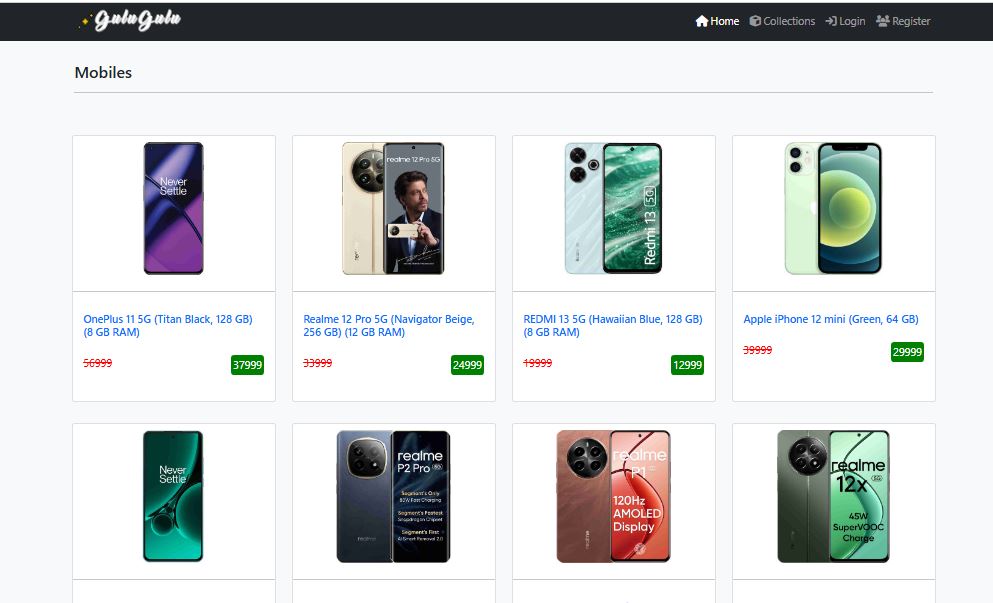 GuluGulu
Home Collections Login Register
Mobiles
Never
Settle
realme 12 Pro 5G
Redmi 13 5G
OnePlus 11 5G (Titan Black, 128 GB)
(8 GB RAM)
56999 37999
Realme 12 Pro 5G (Navigator Beige,
256 GB) (12 GB RAM)
33999 24999
REDMI 13 5G (Hawaiian Blue, 128 GB)
(8 GB RAM)
19999 12999
Apple iPhone 12 mini (Green, 64 GB)
39999 29999
Never
Settle
realme
P2 Pro 5G
Segment's Only
80W Fast Charging
Segment's Fastest
Snapdragon Chipset
Segment's First
AI Smart Removal 2.0
realme
realme
P1 5G
120Hz
AMOLED
Display
realme
12x 5G
45W
SuperVOOC
Charge